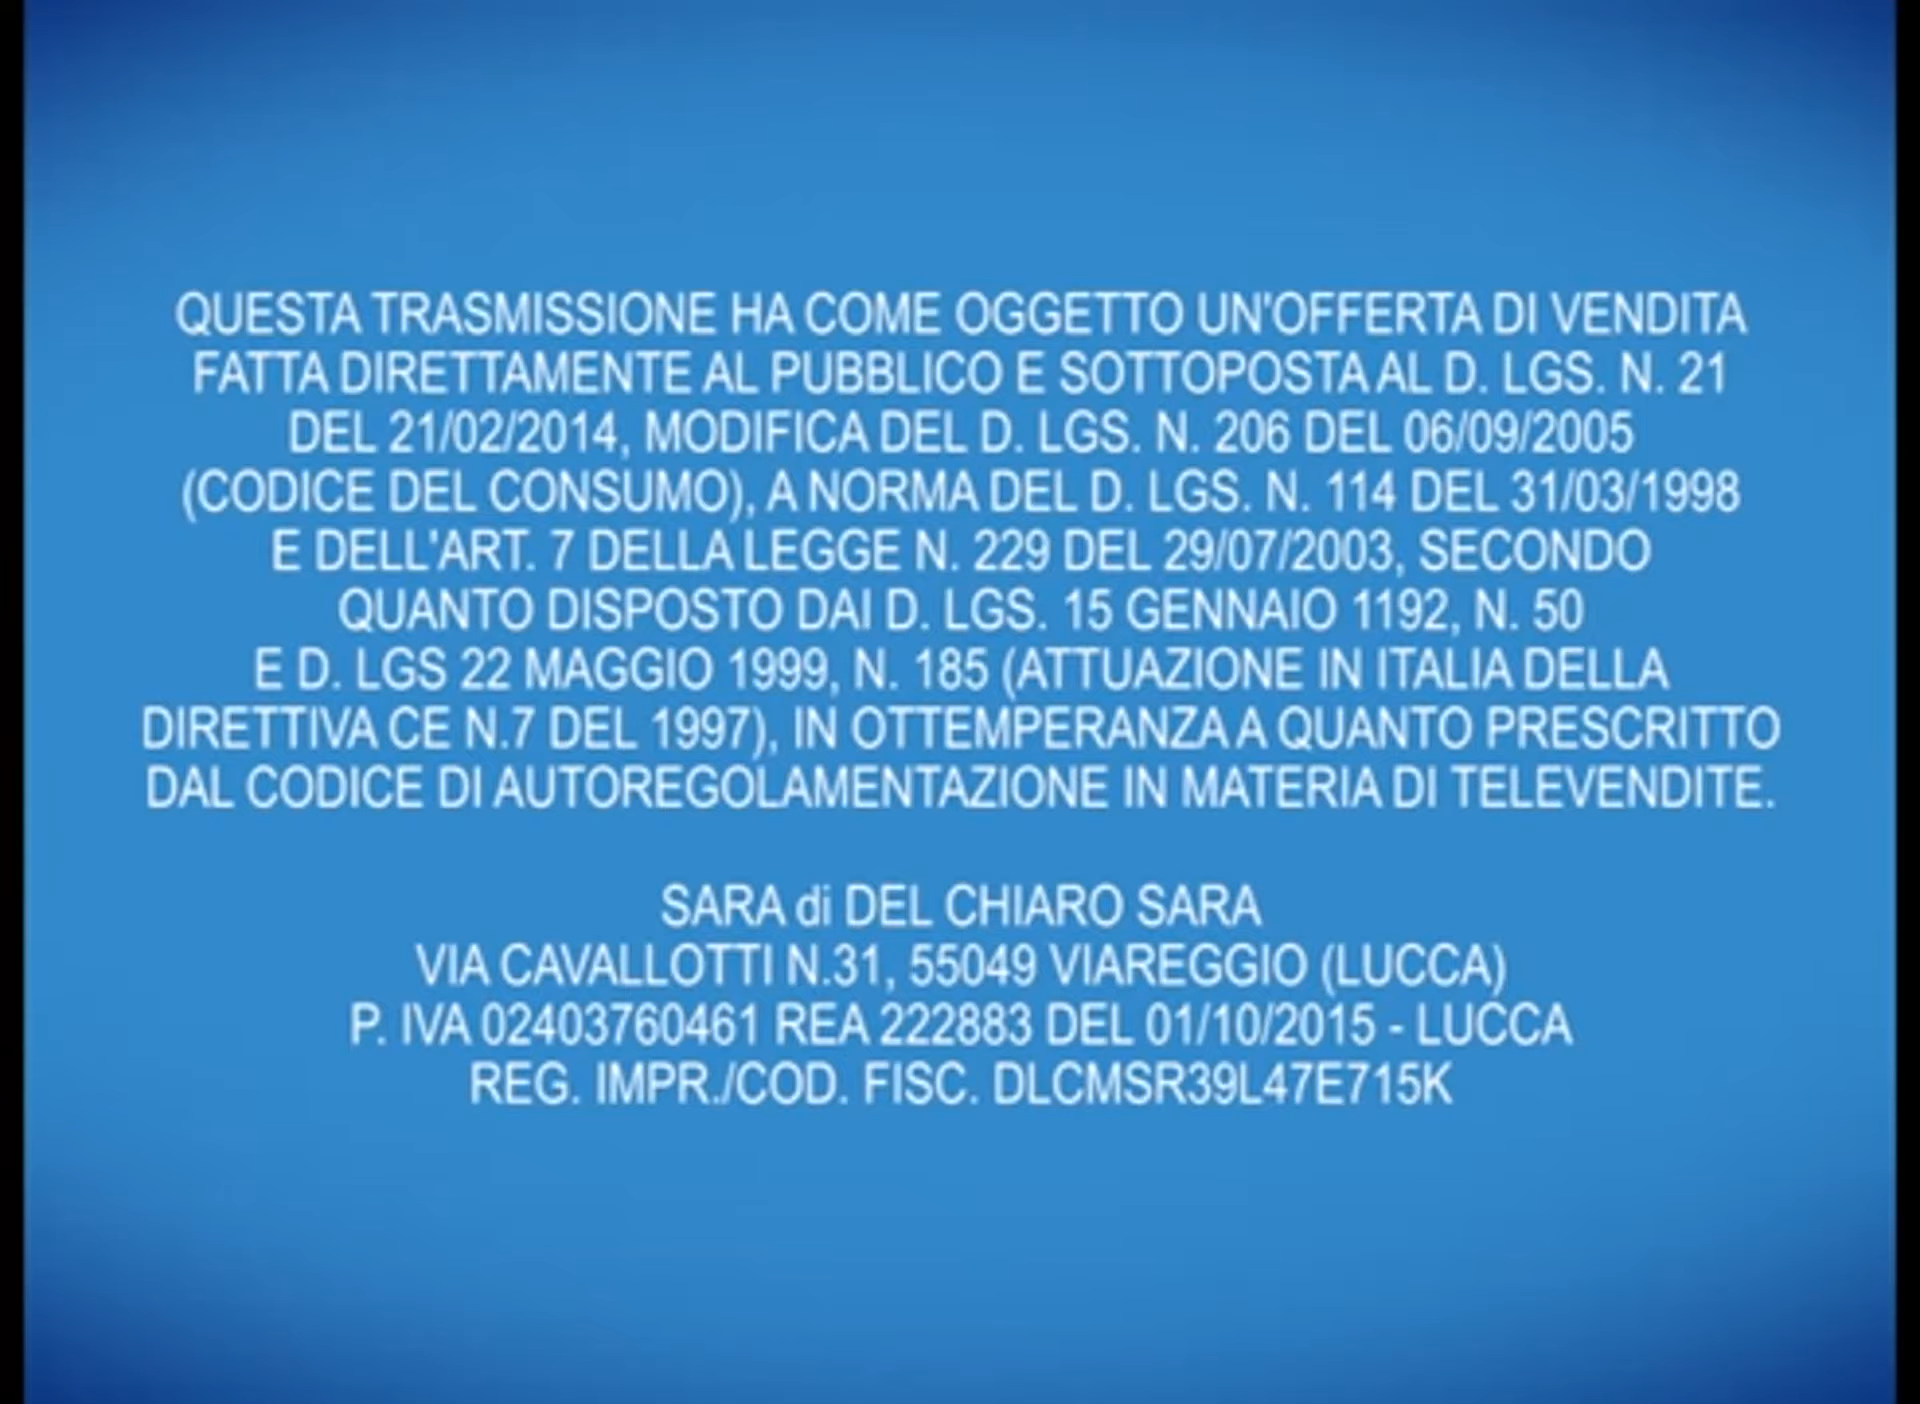 QUESTA TRASMISSIONE HA COME OGGETTO UN'OFFERTA DI VENDITA
FATTA DIRETTAMENTE AL PUBBLICO E SOTTOPOSTA AL D. LGS. N. 21
DEL 21/02/2014, MODIFICA DEL D. LGS. N. 206 DEL 06/09/2005
(CODICE DEL CONSUMO), A NORMA DEL D. LGS. N. 114 DEL 31/03/1998
E DELL'ART. 7 DELLA LEGGE N. 229 DEL 29/07/2003, SECONDO
QUANTO DISPOSTO DAI D. LGS. 15 GENNAIO 1192, N. 50
E D. LGS 22 MAGGIO 1999, N. 185 (ATTUAZIONE IN ITALIA DELLA
DIRETTIVA CE N.7 DEL 1997), IN OTTEMPERANZA A QUANTO PRESCRITTO
DAL CODICE DI AUTOREGOLAMENTAZIONE IN MATERIA DI TELEVENDITE.
SARA di DEL CHIARO SARA
VIA CAVALLOTTI N.31, 55049 VIAREGGIO (LUCCA)
P. IVA 02403760461 REA 222883 DEL 01/10/2015 - LUCCA
REG. IMPR./COD. FISC. DLCMSR39L47E715K